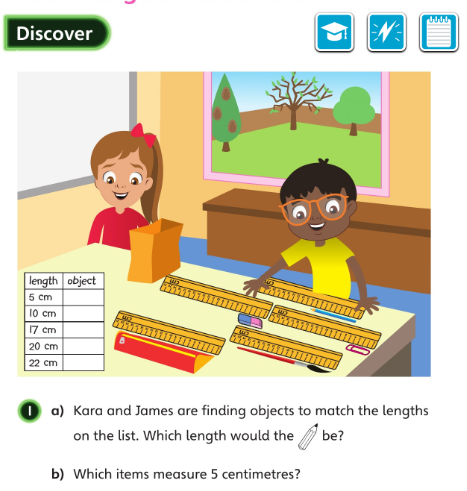 Discover
length object
5 cm
10 cm
17 cm
20 cm
22 cm
1 a) Kara and James are finding objects to match the lengths
on the list. Which length would the be?
b) Which items measure 5 centimetres?